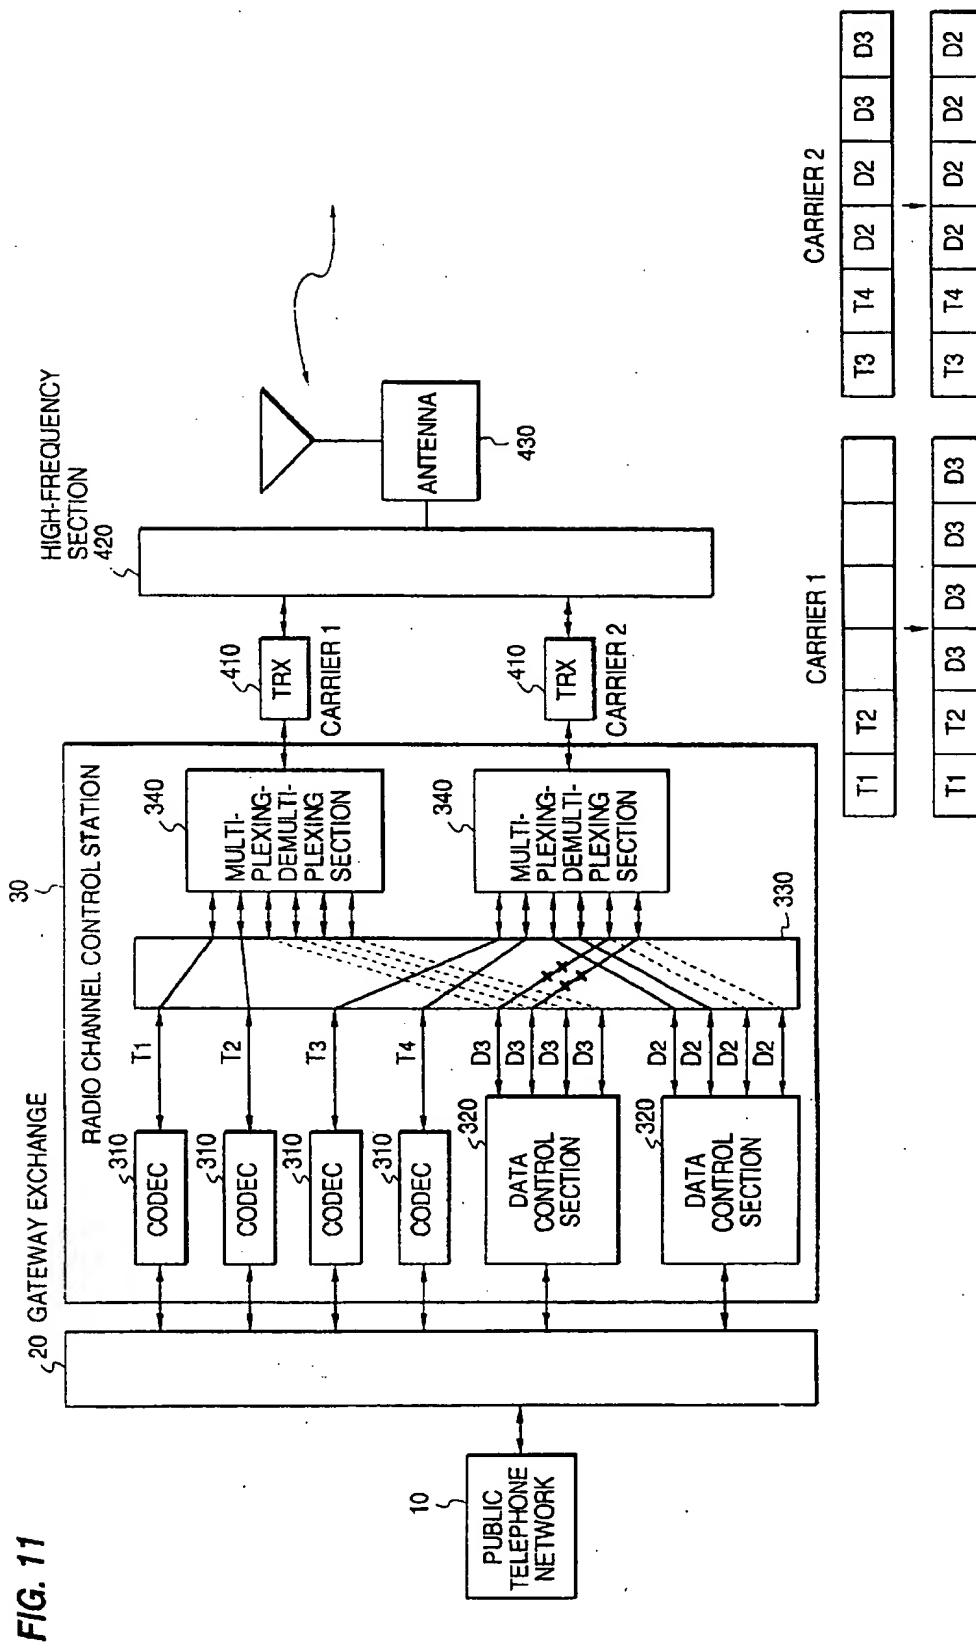 FIG. 11
10
PUBLIC
TELEPHONE
NETWORK
20 GATEWAY EXCHANGE
30
RADIO CHANNEL CONTROL STATION
310
CODEC
T1
310
CODEC
T2
310
CODEC
T3
310
CODEC
T4
320
DATA
CONTROL
SECTION
D3
D3
D3
D3
320
DATA
CONTROL
SECTION
D2
D2
D2
D2
330
340
MULTI-
PLEXING-
DEMULTI-
PLEXING
SECTION
340
MULTI-
PLEXING-
DEMULTI-
PLEXING
SECTION
410
TRX
CARRIER 1
410
TRX
CARRIER 2
HIGH-FREQUENCY
SECTION
420
ANTENNA
430
CARRIER 1
T1 T2
T1 T2 D3 D3 D3 D3
CARRIER 2
T3 T4 D2 D2 D3 D3
T3 T4 D2 D2 D2 D2